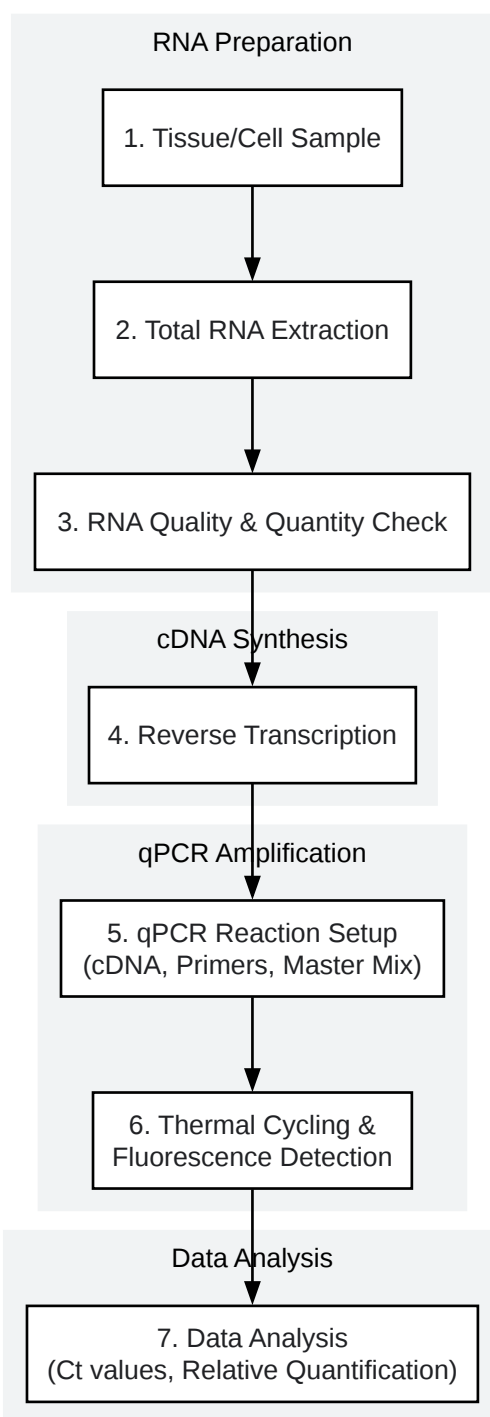 RNA Preparation
1. Tissue/Cell Sample
2. Total RNA Extraction
3. RNA Quality & Quantity Check
cDNA Synthesis
4. Reverse Transcription
qPCR Amplification
5. qPCR Reaction Setup
(cDNA, Primers, Master Mix)
6. Thermal Cycling &
Fluorescence Detection
Data Analysis
7. Data Analysis
(Ct values, Relative Quantification)